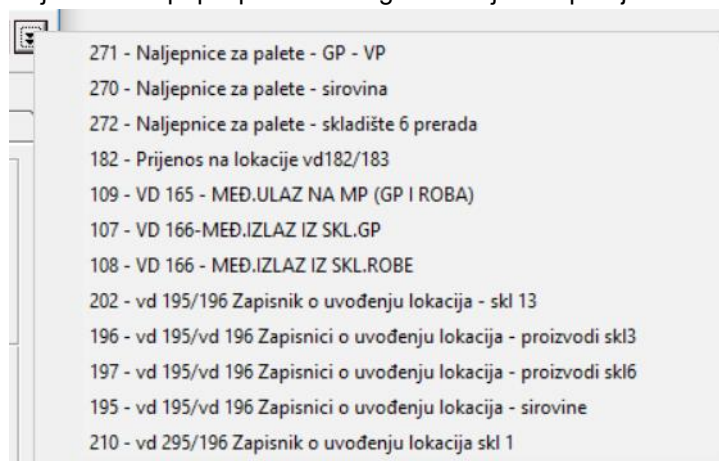 271 - Naljepnice za palete - GP - VP
270 - Naljepnice za palete - sirovina
272 - Naljepnice za palete - skladište 6 prerada
182 - Prijenos na lokacije vd182/183
109 - VD 165 - MEĐ.ULAZ NA MP (GP I ROBA)
107 - VD 166-MEĐ.IZLAZ IZ SKL.GP
108 - VD 166 - MEĐ.IZLAZ IZ SKL.ROBE
202 - vd 195/196 Zapisnik o uvođenju lokacija - skl 13
196 - vd 195/vd 196 Zapisnici o uvođenju lokacija - proizvodi skl3
197 - vd 195/vd 196 Zapisnici o uvođenju lokacija - proizvodi skl6
195 - vd 195/vd 196 Zapisnici o uvođenju lokacija - sirovine
210 - vd 295/196 Zapisnik o uvođenju lokacija skl 1